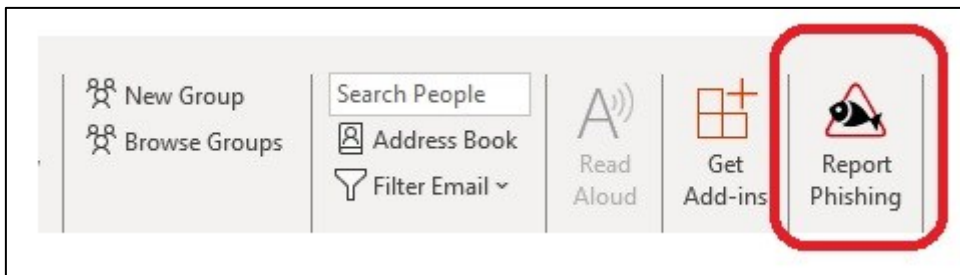 New Group
Browse Groups
Search People
Address Book
Filter Email
Read
Aloud
Get
Add-ins
Report
Phishing